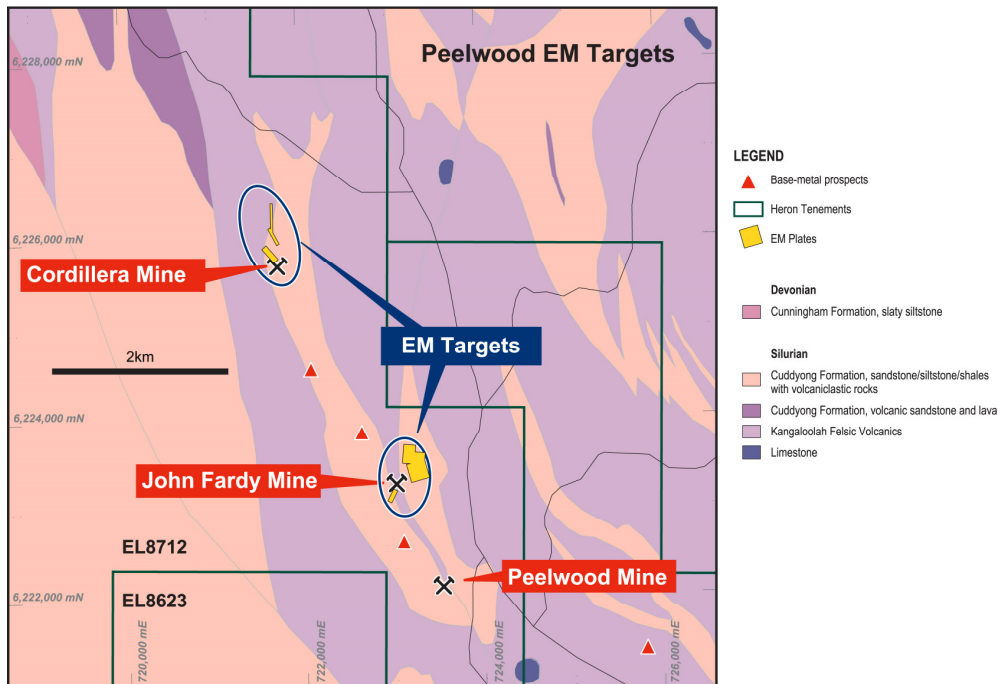 Peelwood EM Targets
6,228,000 mN
6,226,000 mN
Cordillera Mine
EM Targets
2km
6,224,000 mN
John Fardy Mine
EL8712
Peelwood Mine
EL8623
6,222,000 mN
720,000 mE
722,000 mE
724,000 mE
726,000 mE
LEGEND
Base-metal prospects
Heron Tenements
EM Plates
Devonian
Cunningham Formation, slaty siltstone
Silurian
Cuddyong Formation, sandstone/siltstone/shales
with volcaniclastic rocks
Cuddyong Formation, volcanic sandstone and lava
Kangaloolah Felsic Volcanics
Limestone